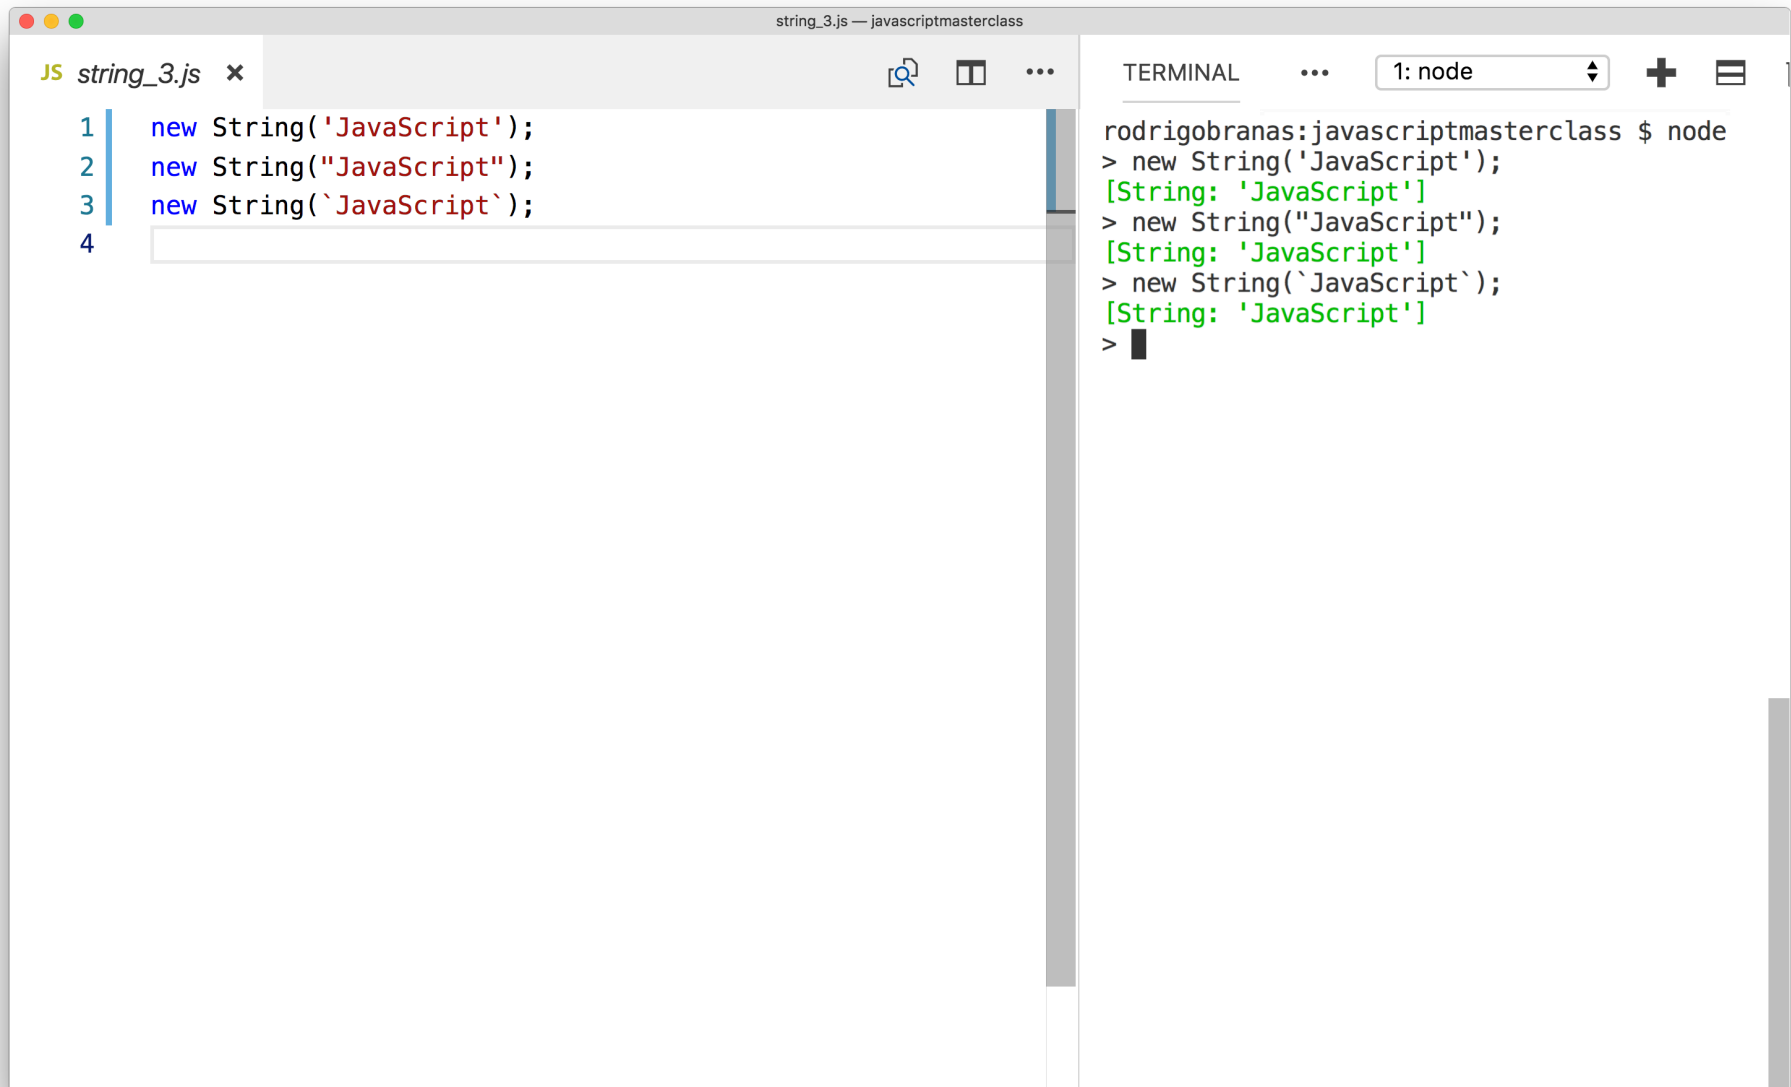 string_3.js — javascriptmasterclass
JS string_3.js ×
1 new String('JavaScript');
2 new String("JavaScript");
3 new String(`JavaScript`);
4
TERMINAL ••• 1: node
rodrigobranas:javascriptmasterclass $ node
> new String('JavaScript');
[String: 'JavaScript']
> new String("JavaScript");
[String: 'JavaScript']
> new String(`JavaScript`);
[String: 'JavaScript']
>